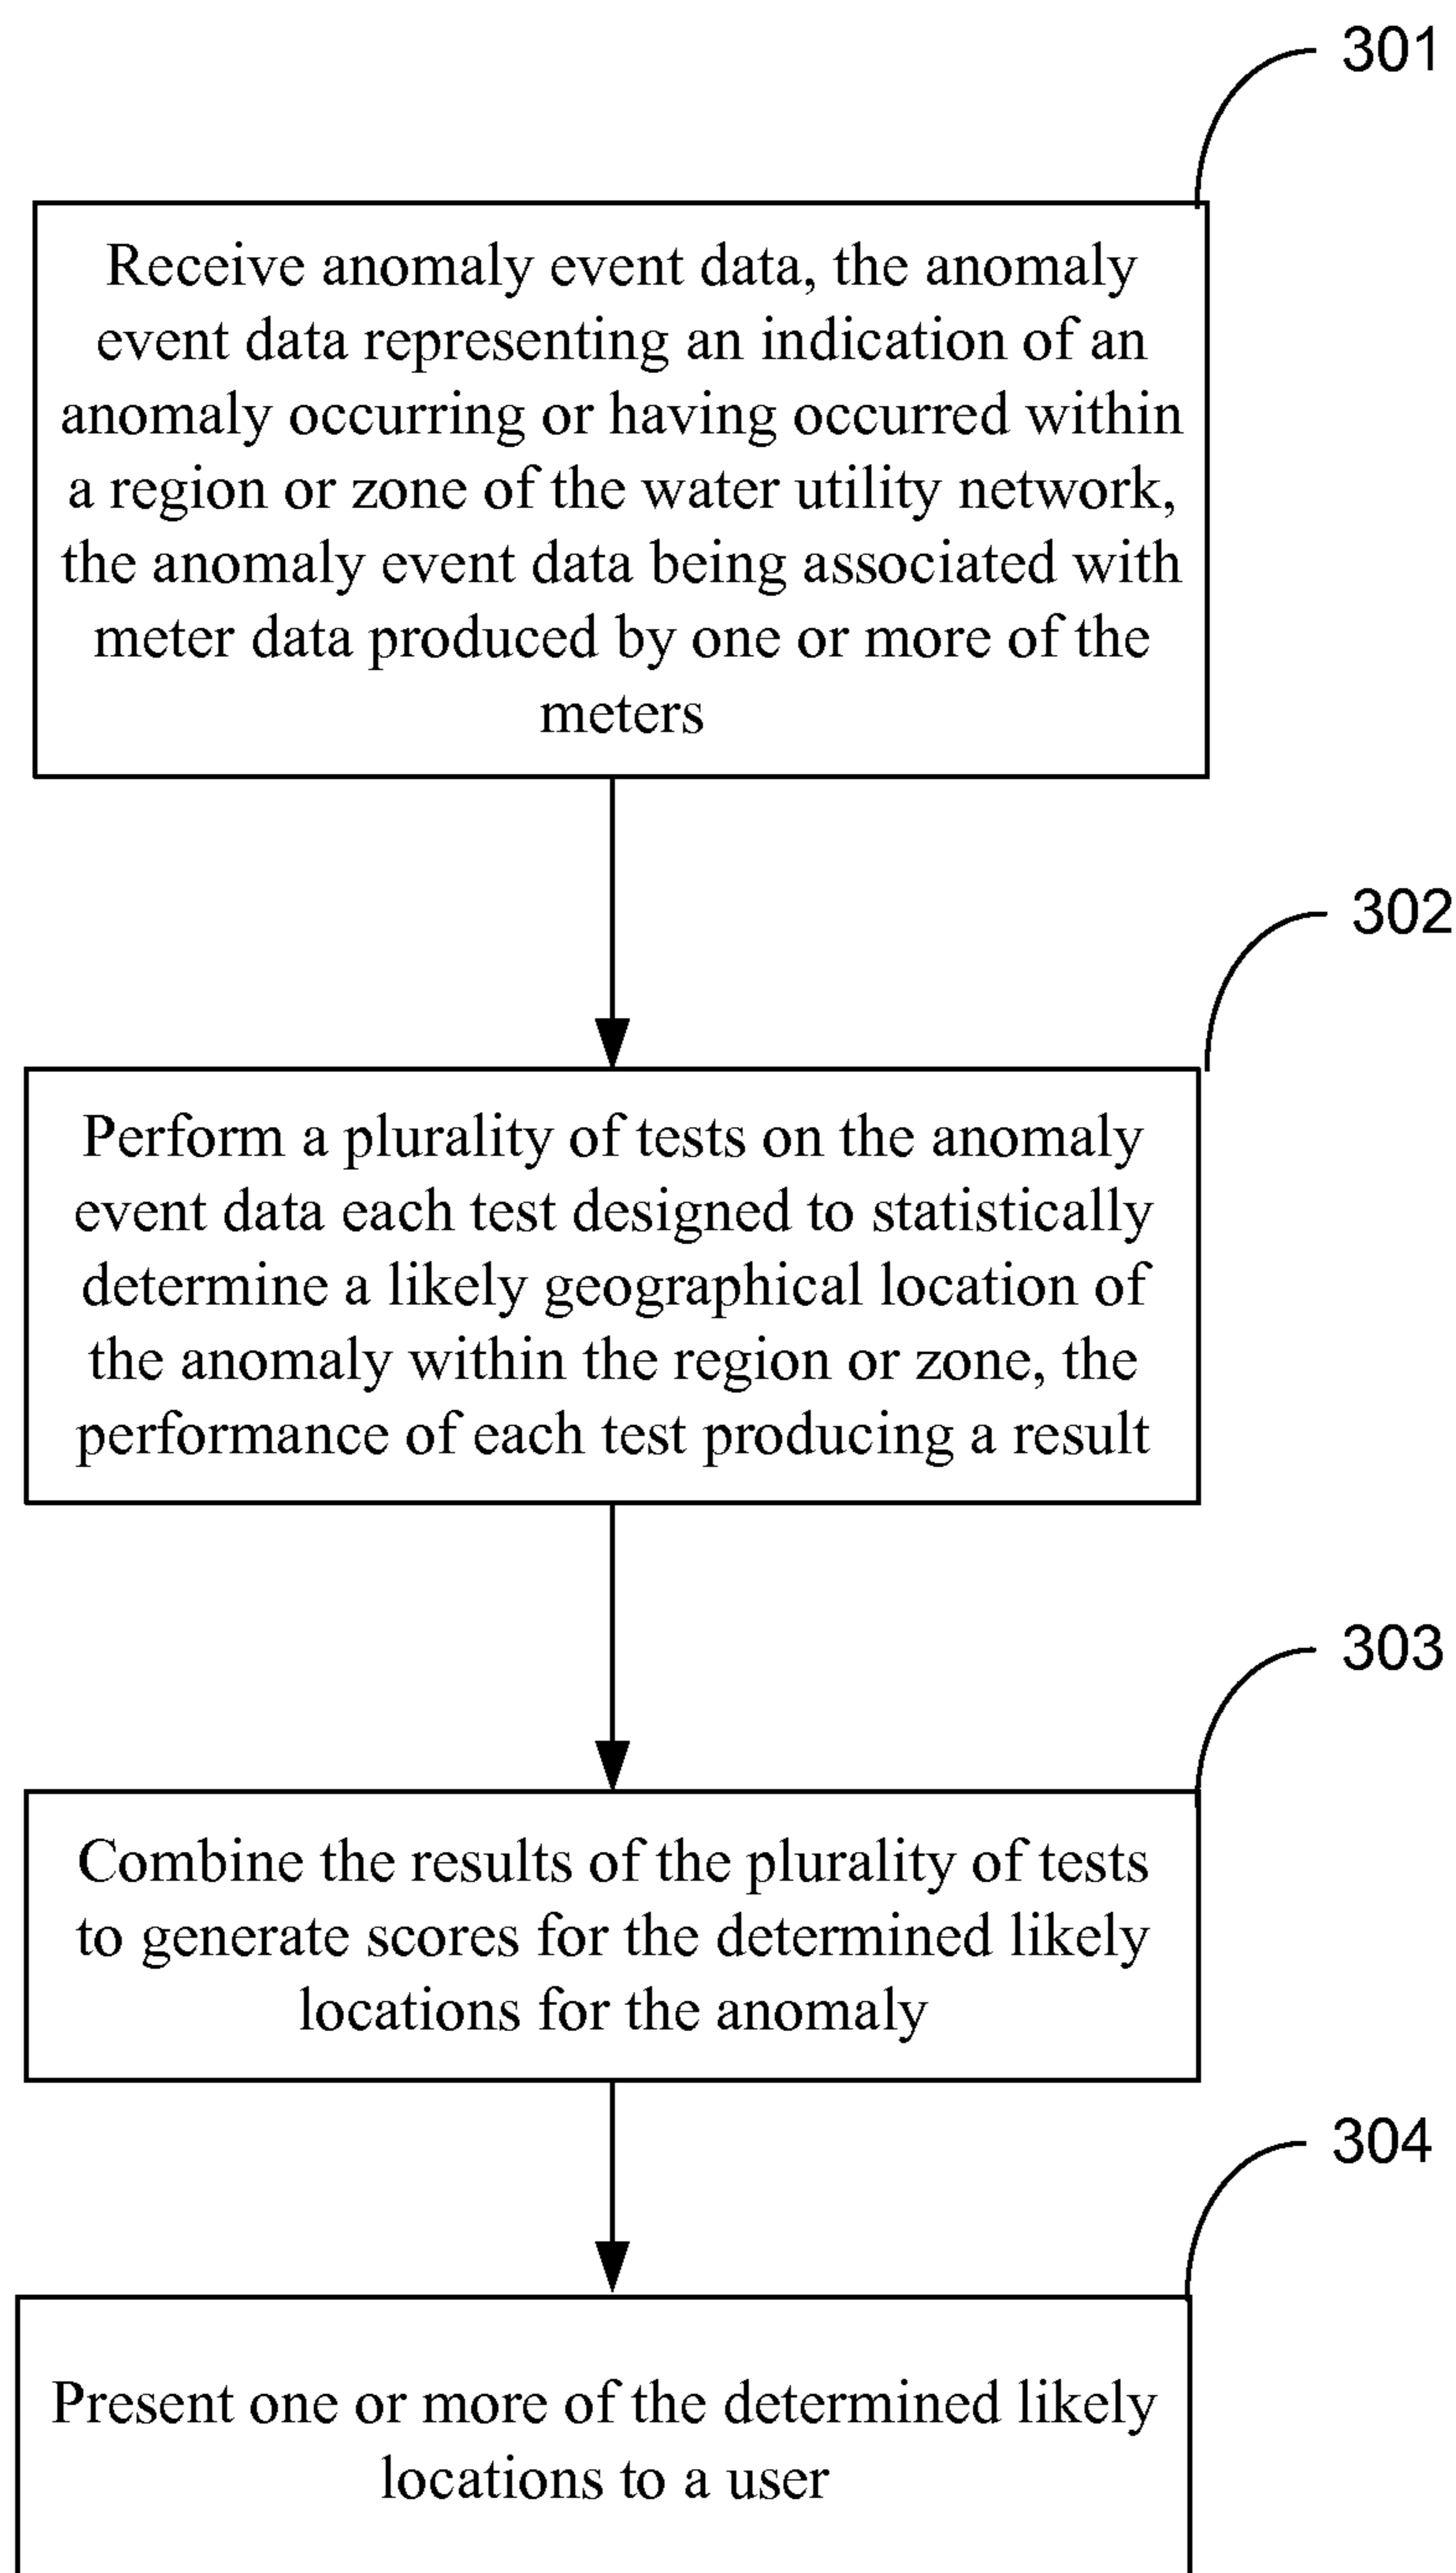 301
Receive anomaly event data, the anomaly
event data representing an indication of an
anomaly occurring or having occurred within
a region or zone of the water utility network,
the anomaly event data being associated with
meter data produced by one or more of the
meters
302
Perform a plurality of tests on the anomaly
event data each test designed to statistically
determine a likely geographical location of
the anomaly within the region or zone, the
performance of each test producing a result
303
Combine the results of the plurality of tests
to generate scores for the determined likely
locations for the anomaly
304
Present one or more of the determined likely
locations to a user